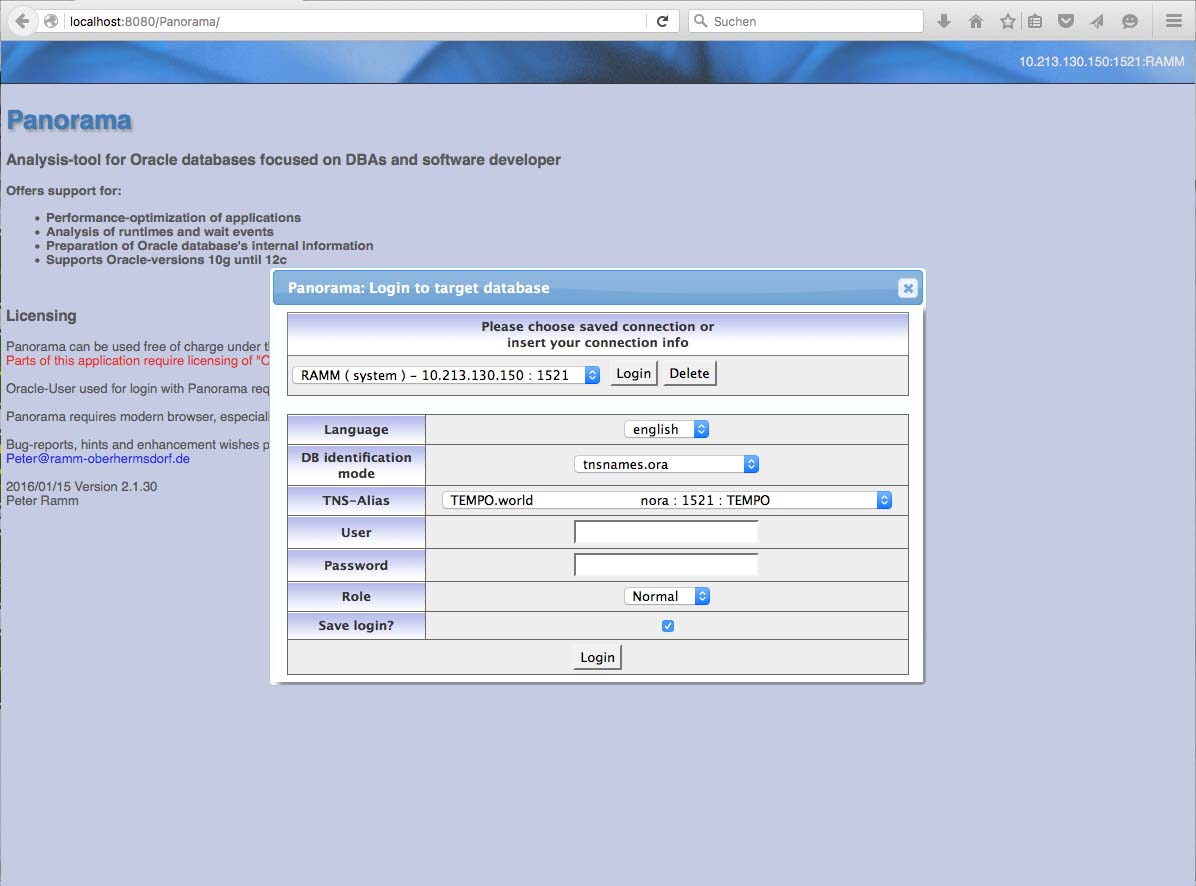 localhost:8080/Panorama/
Suchen
10.213.130.150:1521:RAMM
Panorama
Analysis-tool for Oracle databases focused on DBAs and software developer
Offers support for:
• Performance-optimization of applications
• Analysis of runtimes and wait events
• Preparation of Oracle database's internal information
• Supports Oracle-versions 10g until 12c
Licensing
Panorama can be used free of charge under
Parts of this application require licensing of "
Oracle-User used for login with Panorama
Panorama requires modern browser,
Bug-reports, hints and enhancement wishes
Peter@ramm-oberhermsdorf.de
2016/01/15 Version 2.1.30
Peter Ramm
Panorama: Login to target database
Please choose saved connection or
insert your connection info
RAMM ( system ) – 10.213.130.150 : 1521
Login
Delete
Language
english
DB identification
mode
tnsnames.ora
TNS-Alias
TEMPO.world nora : 1521 : TEMPO
User
Password
Role
Normal
Save login?
Login